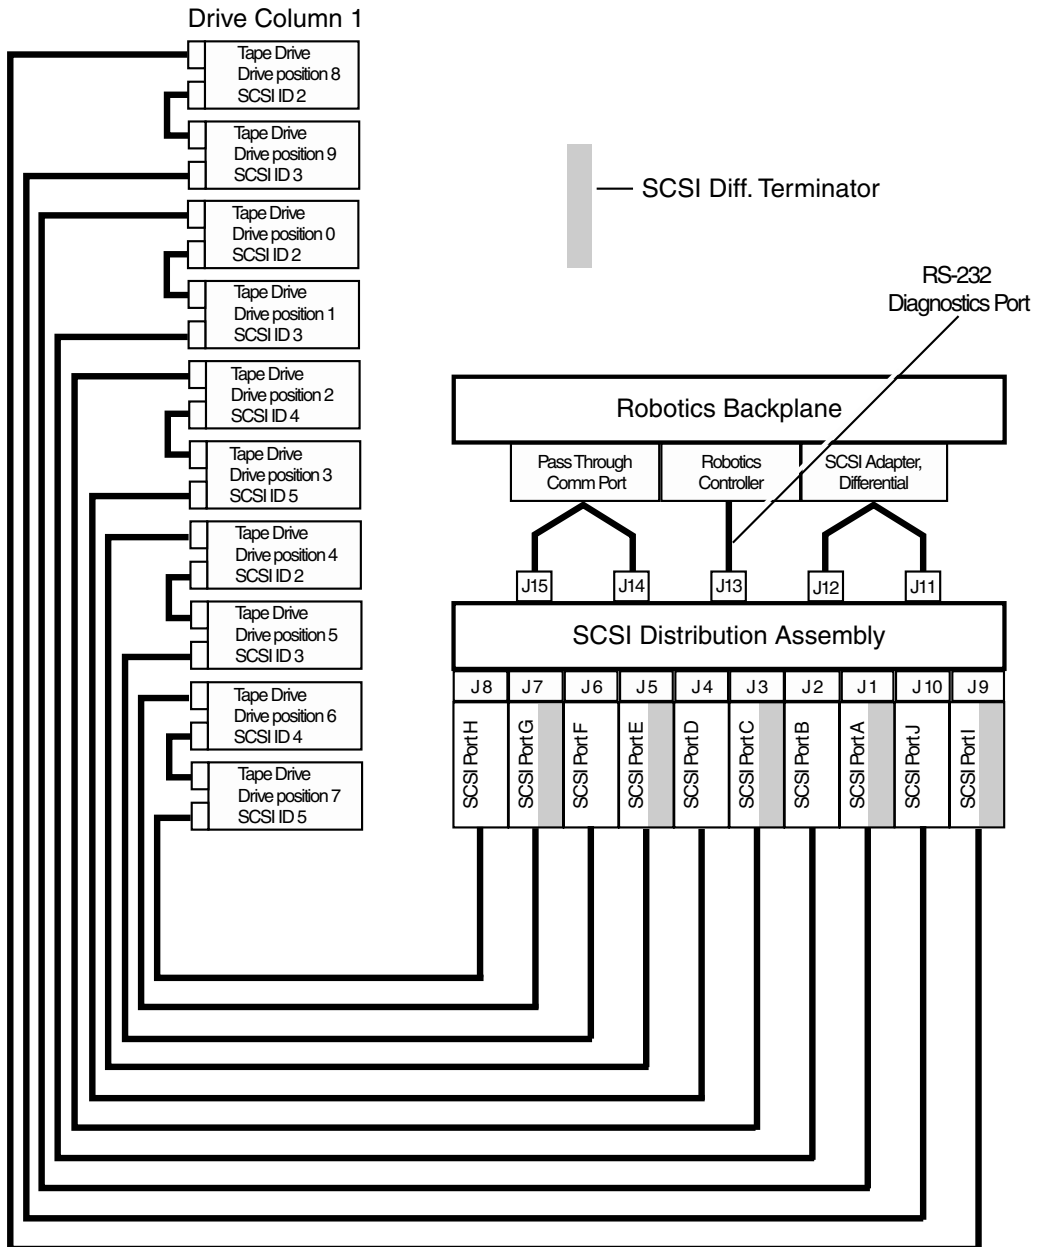 Drive Column 1
Tape Drive
Drive position 8
SCSI ID 2
Tape Drive
Drive position 9
SCSI ID 3
Tape Drive
Drive position 0
SCSI ID 2
Tape Drive
Drive position 1
SCSI ID 3
Tape Drive
Drive position 2
SCSI ID 4
Tape Drive
Drive position 3
SCSI ID 5
Tape Drive
Drive position 4
SCSI ID 2
Tape Drive
Drive position 5
SCSI ID 3
Tape Drive
Drive position 6
SCSI ID 4
Tape Drive
Drive position 7
SCSI ID 5
SCSI Diff. Terminator
RS-232
Diagnostics Port
Robotics Backplane
Pass Through
Comm Port
Robotics
Controller
SCSI Adapter,
Differential
J15
J14
J13
J12
J11
SCSI Distribution Assembly
J8
J7
J6
J5
J4
J3
J2
J1
J10
J9
SCSI Port H
SCSI Port G
SCSI Port F
SCSI Port E
SCSI Port D
SCSI Port C
SCSI Port B
SCSI Port A
SCSI Port J
SCSI Port I